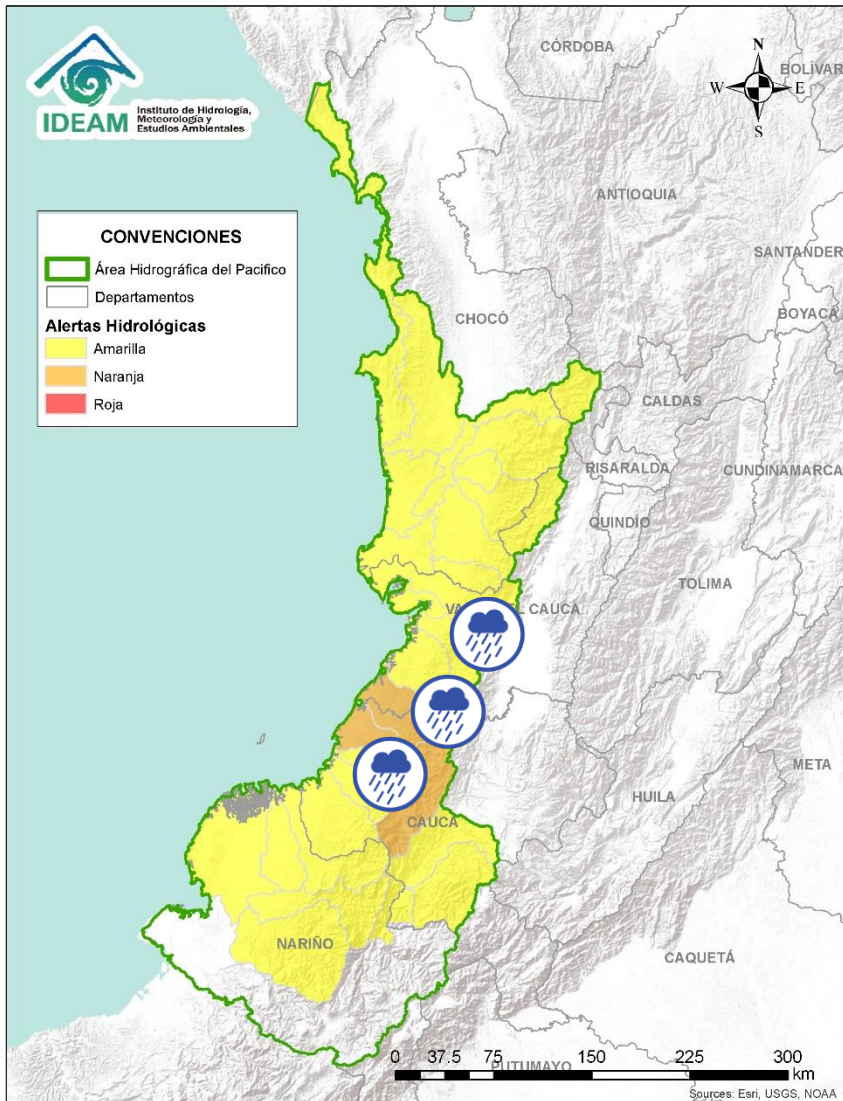 IDEAM
Instituto de Hidrología,
Meteorología y
Estudios Ambientales
N
W
E
S
CÓRDOBA
BOLÍVAR
ANTIOQUIA
SANTANDER
BOYACÁ
CHOCÓ
CALDAS
RISARALDA
CUNDINAMARCA
QUINDÍO
TOLIMA
CAUCA
META
HUILA
CAUCA
NARIÑO
CAQUETÁ
PUTUMAYO
CONVENCIONES
Área Hidrográfica del Pacifico
Departamentos
Alertas Hidrológicas
Amarilla
Naranja
Roja
0 37.5 75 150 225 300
km
Sources: Esri, USGS, NOAA